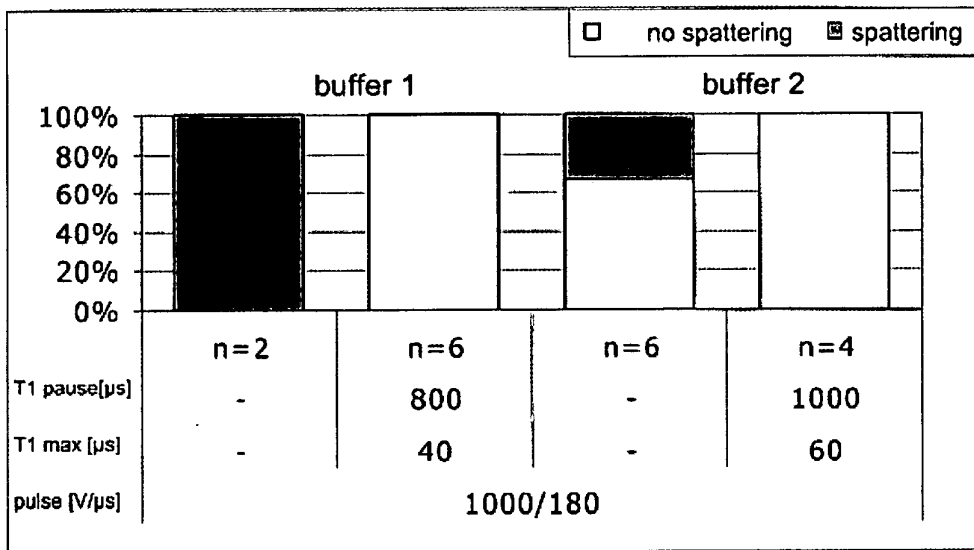 no spattering spattering
buffer 1 buffer 2
100%
80%
60%
40%
20%
0%
n=2 n=6 n=6 n=4
T1 pause[µs] - 800 - 1000
T1 max [µs] - 40 - 60
pulse [V/µs] 1000/180